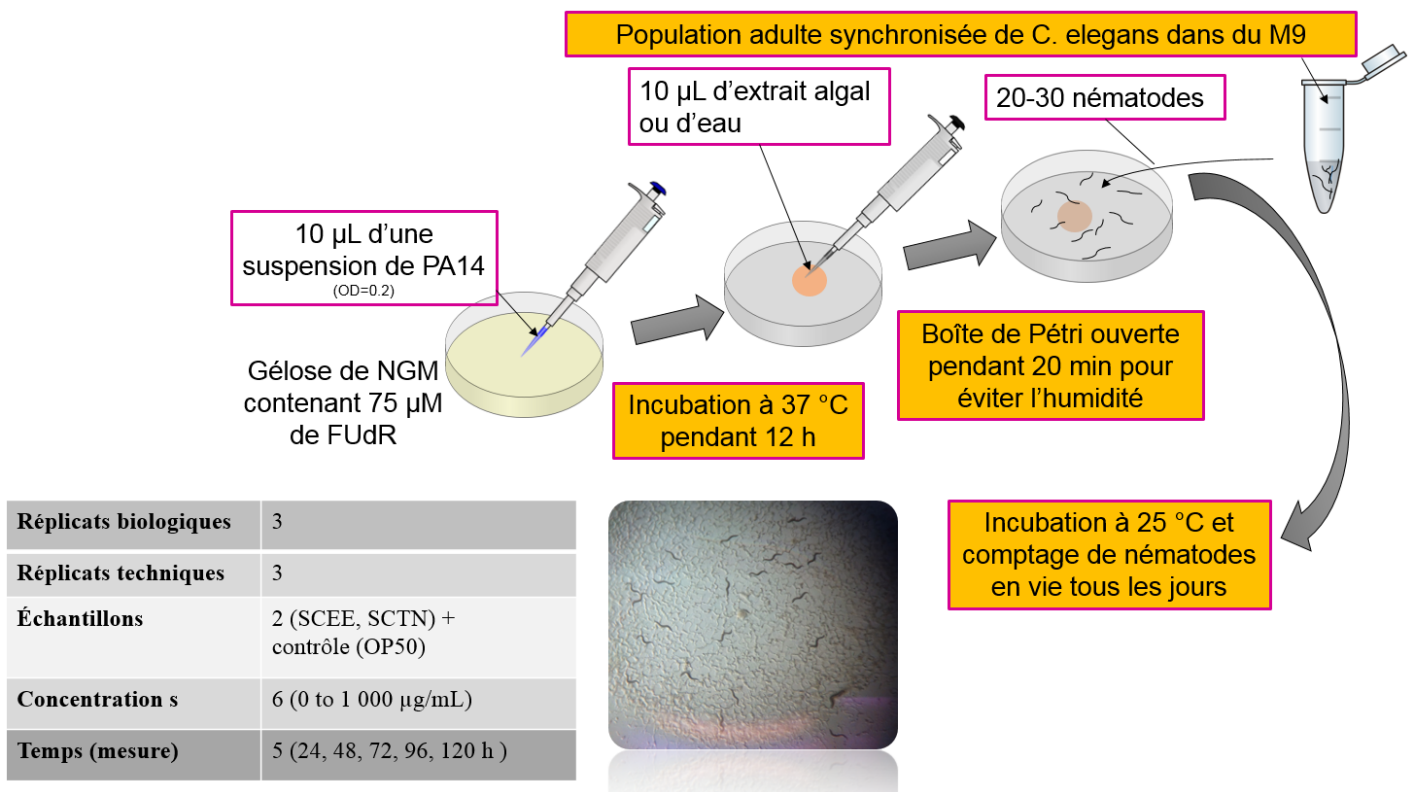 Population adulte synchronisée de C. elegans dans du M9
10 µL d’extrait algal
ou d’eau
20-30 nématodes
10 µL d’une
suspension de PA14
(OD=0.2)
Gélose de NGM
contenant 75 µM
de FUdR
Incubation à 37 °C
pendant 12 h
Boîte de Pétri ouverte
pendant 20 min pour
éviter l’humidité
Incubation à 25 °C et
comptage de nématodes
en vie tous les jours
Réplicats biologiques 3
Réplicats techniques 3
Échantillons 2 (SCEE, SCTN) +
contrôle (OP50)
Concentration s 6 (0 to 1 000 µg/mL)
Temps (mesure) 5 (24, 48, 72, 96, 120 h )